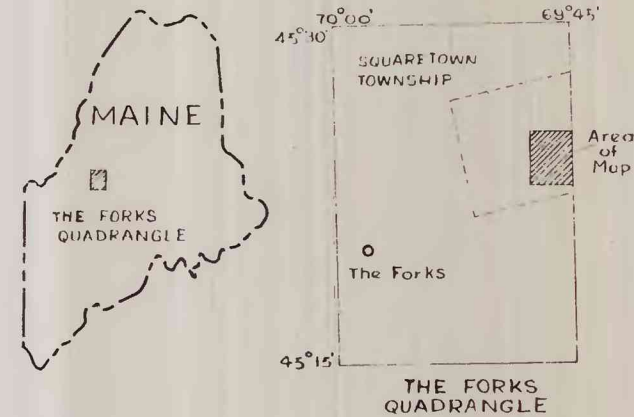 MAINE
THE FORKS
QUADRANGLE
70°00'
69°45'
45°30'
SQUARETOWN
TOWNSHIP
Area
of
Map
The Forks
45°15'
THE FORKS
QUADRANGLE